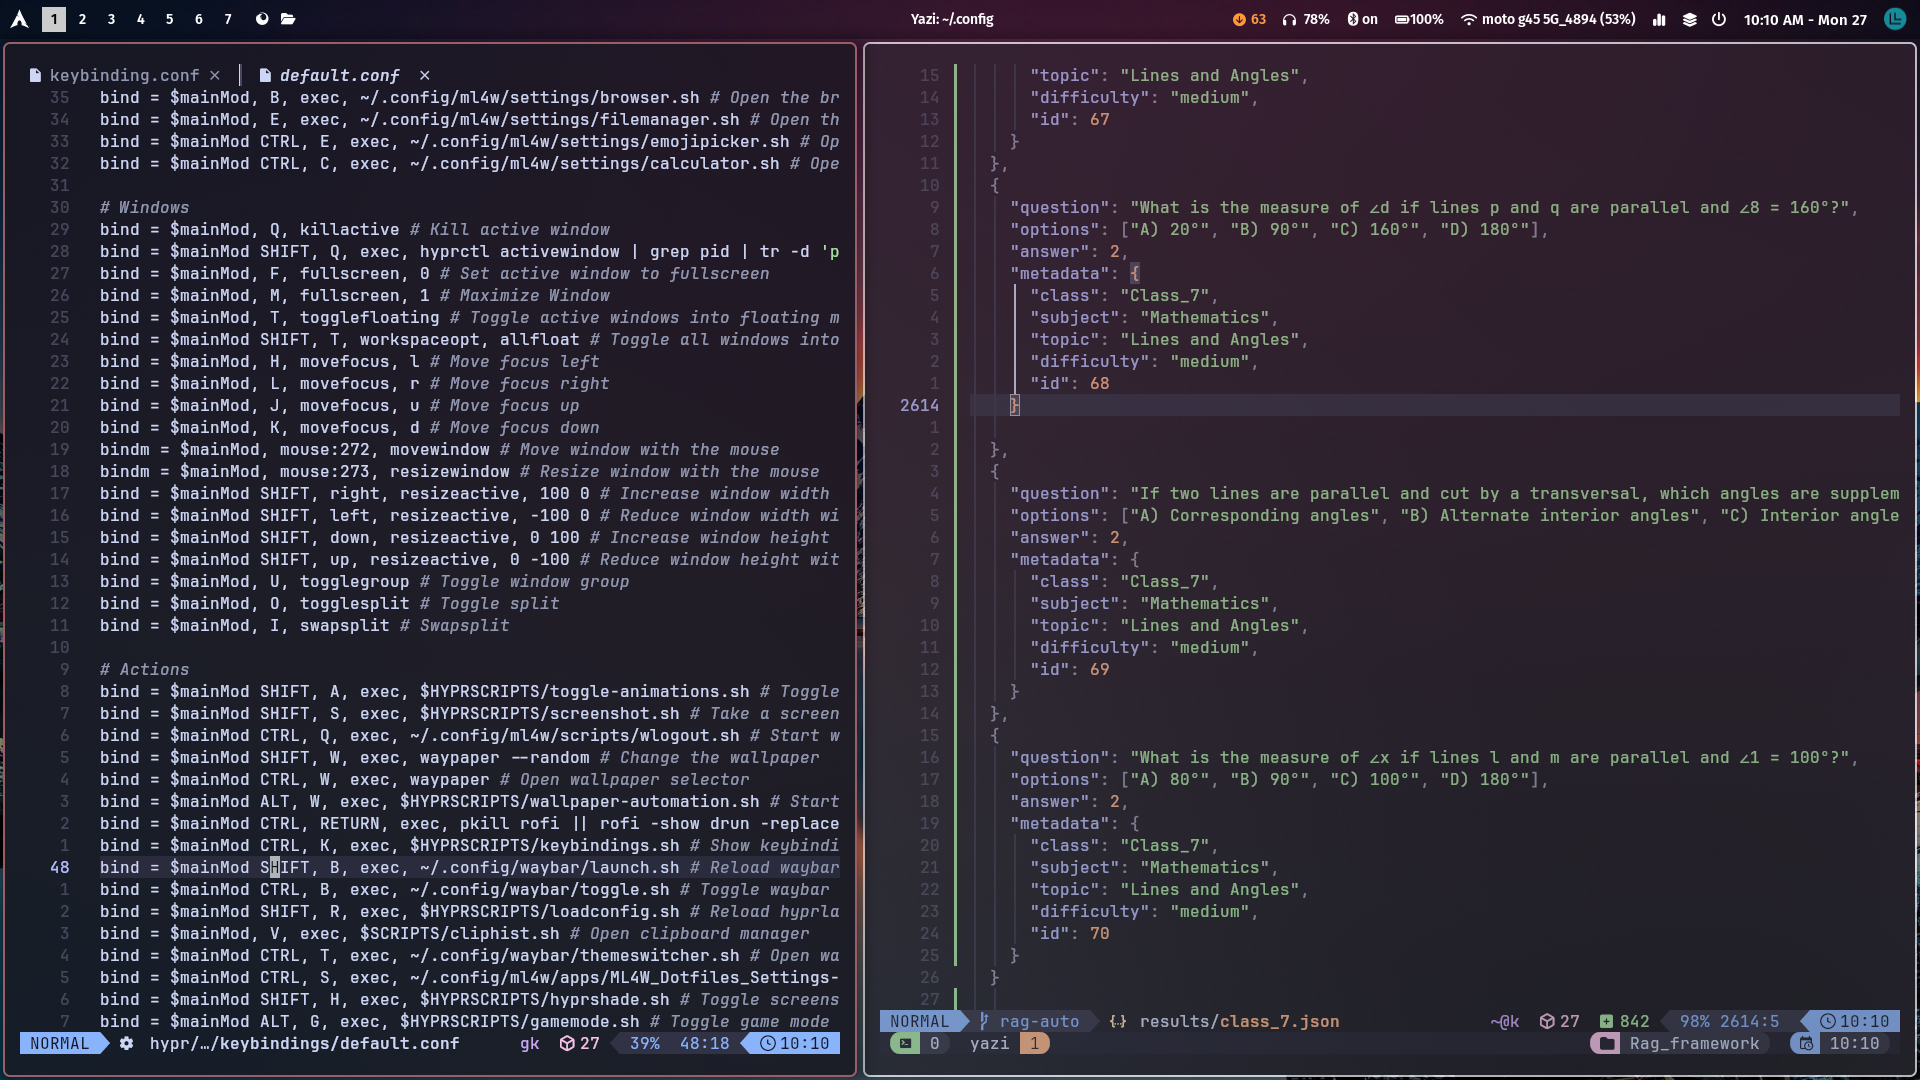 1 2 3 4 5 6 7
Yazi: ~/.config
63 78% on 100% moto g45 5G_4894 (53%) 10:10 AM - Mon 27
keybinding.conf × default.conf ×
35 bind = $mainMod, B, exec, ~/.config/ml4w/settings/browser.sh # Open the br
34 bind = $mainMod, E, exec, ~/.config/ml4w/settings/filemanager.sh # Open th
33 bind = $mainMod CTRL, E, exec, ~/.config/ml4w/settings/emojipicker.sh # Op
32 bind = $mainMod CTRL, C, exec, ~/.config/ml4w/settings/calculator.sh # Ope
31
30 # Windows
29 bind = $mainMod, Q, killactive # Kill active window
28 bind = $mainMod SHIFT, Q, exec, hyprctl activewindow | grep pid | tr -d 'p
27 bind = $mainMod, F, fullscreen, 0 # Set active window to fullscreen
26 bind = $mainMod, M, fullscreen, 1 # Maximize Window
25 bind = $mainMod, T, togglefloating # Toggle active windows into floating m
24 bind = $mainMod SHIFT, T, workspaceopt, allfloat # Toggle all windows into
23 bind = $mainMod, H, movefocus, l # Move focus left
22 bind = $mainMod, L, movefocus, r # Move focus right
21 bind = $mainMod, J, movefocus, u # Move focus up
20 bind = $mainMod, K, movefocus, d # Move focus down
19 bindm = $mainMod, mouse:272, movewindow # Move window with the mouse
18 bindm = $mainMod, mouse:273, resizewindow # Resize window with the mouse
17 bind = $mainMod SHIFT, right, resizeactive, 100 0 # Increase window width
16 bind = $mainMod SHIFT, left, resizeactive, -100 0 # Reduce window width wi
15 bind = $mainMod SHIFT, down, resizeactive, 0 100 # Increase window height
14 bind = $mainMod SHIFT, up, resizeactive, 0 -100 # Reduce window height wit
13 bind = $mainMod, U, togglegroup # Toggle window group
12 bind = $mainMod, O, togglesplit # Toggle split
11 bind = $mainMod, I, swapsplit # Swapsplit
10
9 # Actions
8 bind = $mainMod SHIFT, A, exec, $HYPRSCRIPTS/toggle-animations.sh # Toggle
7 bind = $mainMod SHIFT, S, exec, $HYPRSCRIPTS/screenshot.sh # Take a screen
6 bind = $mainMod CTRL, Q, exec, ~/.config/ml4w/scripts/wlogout.sh # Start w
5 bind = $mainMod SHIFT, W, exec, waypaper --random # Change the wallpaper
4 bind = $mainMod CTRL, W, exec, waypaper # Open wallpaper selector
3 bind = $mainMod ALT, W, exec, $HYPRSCRIPTS/wallpaper-automation.sh # Start
2 bind = $mainMod CTRL, RETURN, exec, pkill rofi || rofi -show drun -replace
1 bind = $mainMod CTRL, K, exec, $HYPRSCRIPTS/keybindings.sh # Show keybindi
48 bind = $mainMod SHIFT, B, exec, ~/.config/waybar/launch.sh # Reload waybar
1 bind = $mainMod CTRL, B, exec, ~/.config/waybar/toggle.sh # Toggle waybar
2 bind = $mainMod SHIFT, R, exec, $HYPRSCRIPTS/loadconfig.sh # Reload hyprla
3 bind = $mainMod, V, exec, $SCRIPTS/cliphist.sh # Open clipboard manager
4 bind = $mainMod CTRL, T, exec, ~/.config/waybar/themeswitcher.sh # Open wa
5 bind = $mainMod CTRL, S, exec, ~/.config/ml4w/apps/ML4W_Dotfiles_Settings-
6 bind = $mainMod SHIFT, H, exec, $HYPRSCRIPTS/hyprshade.sh # Toggle screens
7 bind = $mainMod ALT, G, exec, $HYPRSCRIPTS/gamemode.sh # Toggle game mode
NORMAL hypr/…/keybindings/default.conf gk 27 39% 48:18 10:10
15 "topic": "Lines and Angles",
14 "difficulty": "medium",
13 "id": 67
12 }
11 },
10 {
9 "question": "What is the measure of ∠d if lines p and q are parallel and ∠8 = 160°?",
8 "options": ["A) 20°", "B) 90°", "C) 160°", "D) 180°"],
7 "answer": 2,
6 "metadata": {
5 "class": "Class_7",
4 "subject": "Mathematics",
3 "topic": "Lines and Angles",
2 "difficulty": "medium",
1 "id": 68
2614 }
1
2 },
3 {
4 "question": "If two lines are parallel and cut by a transversal, which angles are supplem
5 "options": ["A) Corresponding angles", "B) Alternate interior angles", "C) Interior angle
6 "answer": 2,
7 "metadata": {
8 "class": "Class_7",
9 "subject": "Mathematics",
10 "topic": "Lines and Angles",
11 "difficulty": "medium",
12 "id": 69
13 }
14 },
15 {
16 "question": "What is the measure of ∠x if lines l and m are parallel and ∠1 = 100°?",
17 "options": ["A) 80°", "B) 90°", "C) 100°", "D) 180°"],
18 "answer": 2,
19 "metadata": {
20 "class": "Class_7",
21 "subject": "Mathematics",
22 "topic": "Lines and Angles",
23 "difficulty": "medium",
24 "id": 70
25 }
26 }
27
NORMAL rag-auto {..} results/class_7.json ~@k 27 842 98% 2614:5 10:10
0 yazi 1 Rag_framework 10:10